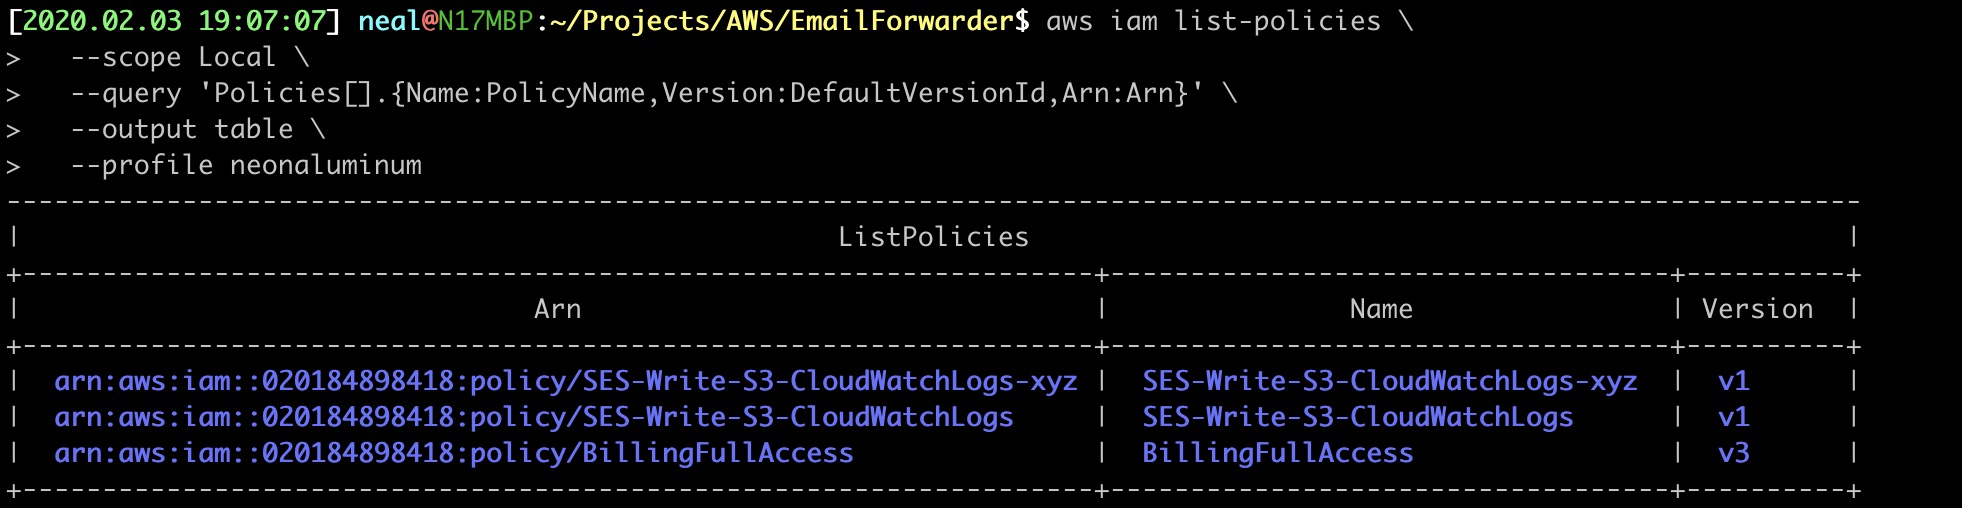 [2020.02.03 19:07:07] neal@N17MBP:~/Projects/AWS/EmailForwarder$ aws iam list-policies \
>   --scope Local \
>   --query 'Policies[].{Name:PolicyName,Version:DefaultVersionId,Arn:Arn}' \
>   --output table \
>   --profile neonaluminum
--------------------------------------------------------------------------------------------------------------------
|                                                   ListPolicies                                                   |
+-------------------------------------------------------------------+-----------------------------------+----------+
|                                Arn                                |               Name                | Version  |
+-------------------------------------------------------------------+-----------------------------------+----------+
|  arn:aws:iam::020184898418:policy/SES-Write-S3-CloudWatchLogs-xyz |  SES-Write-S3-CloudWatchLogs-xyz  |  v1      |
|  arn:aws:iam::020184898418:policy/SES-Write-S3-CloudWatchLogs     |  SES-Write-S3-CloudWatchLogs      |  v1      |
|  arn:aws:iam::020184898418:policy/BillingFullAccess               |  BillingFullAccess                |  v3      |
+-------------------------------------------------------------------+-----------------------------------+----------+